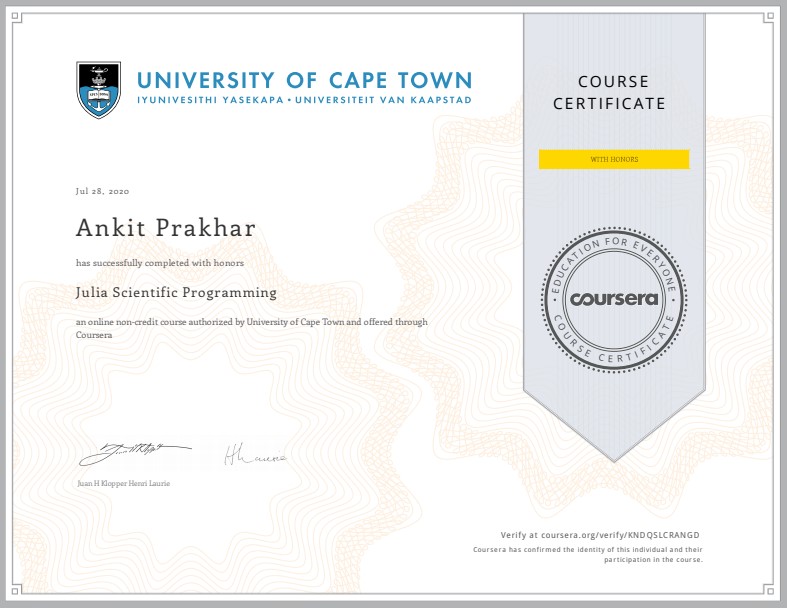 UNIVERSITY OF CAPE TOWN
IYUNIVESITHI YASEKAPA • UNIVERSITEIT VAN KAAPSTAD
COURSE
CERTIFICATE
WITH HONORS
Jul 28, 2020
Ankit Prakhar
has successfully completed with honors
Julia Scientific Programming
an online non-credit course authorized by University of Cape Town and offered through
Coursera
EDUCATION FOR EVERYONE
coursera
COURSE CERTIFICATE
Juan H Klopper Henri Laurie
Verify at coursera.org/verify/KNDQSLCRANGD
Coursera has confirmed the identity of this individual and their
participation in the course.